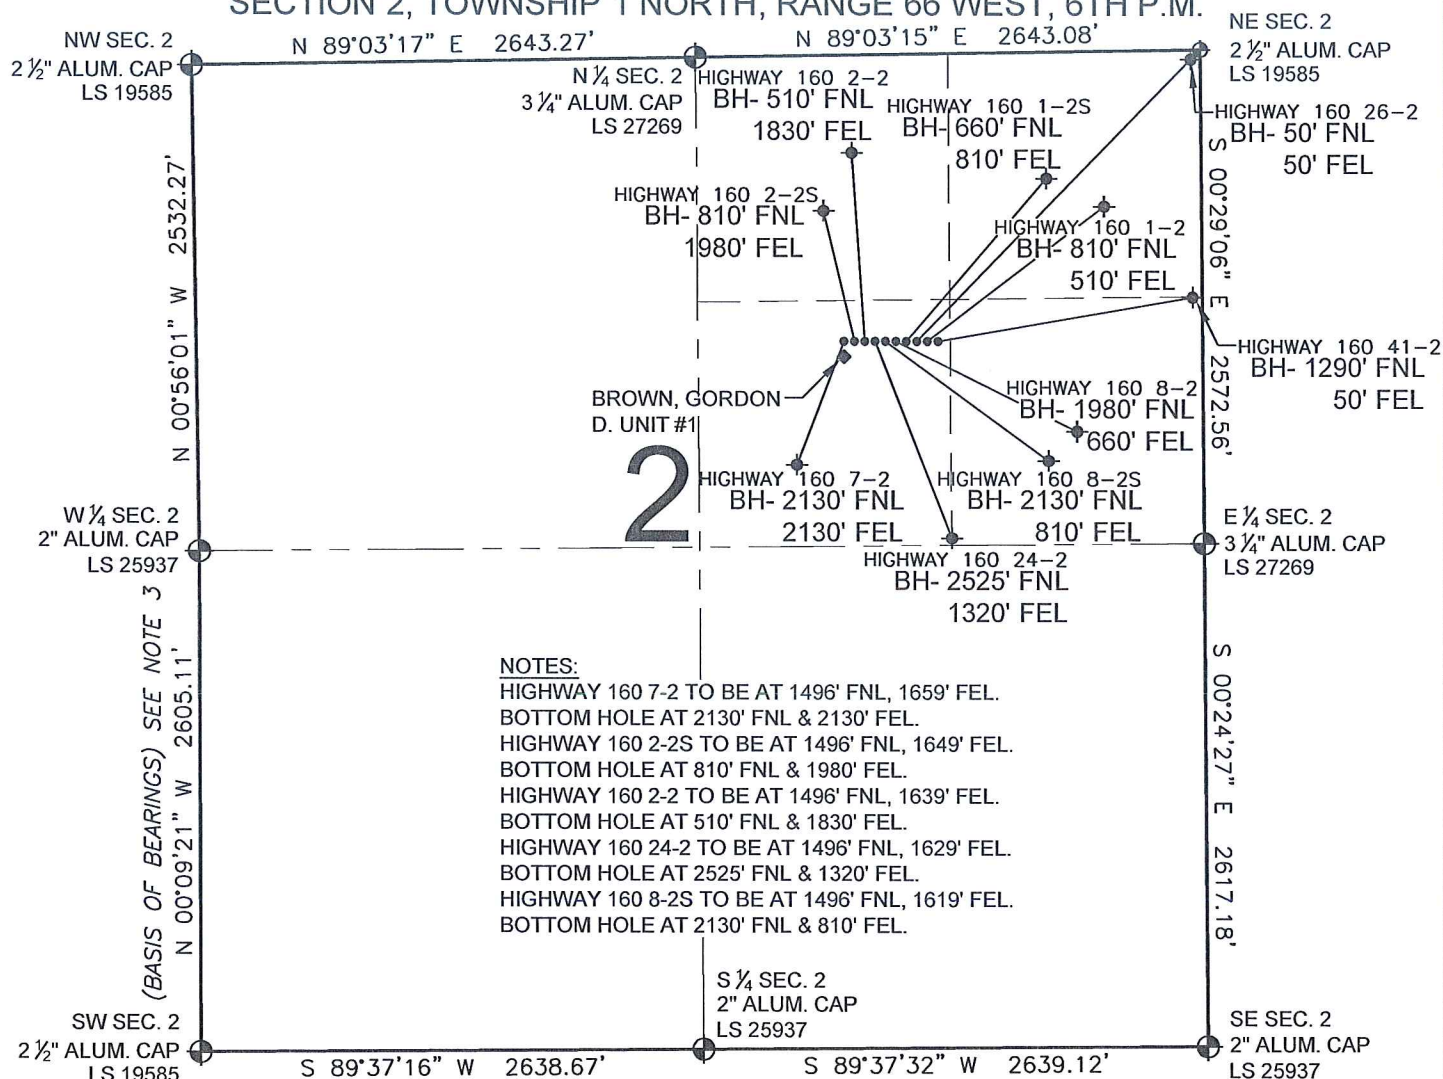 SECTION 2, TOWNSHIP 1 NORTH, RANGE 66 WEST, 6TH P.M.
NW SEC. 2
2 ½" ALUM. CAP
LS 19585
N 89°03'17" E 2643.27'
N ¼ SEC. 2
3 ¼" ALUM. CAP
LS 27269
N 89°03'15" E 2643.08'
NE SEC. 2
2 ½" ALUM. CAP
LS 19585
HIGHWAY 160 2-2
BH- 510' FNL
1830' FEL
HIGHWAY 160 1-2S
BH- 660' FNL
810' FEL
HIGHWAY 160 26-2
BH- 50' FNL
50' FEL
HIGHWAY 160 2-2S
BH- 810' FNL
1980' FEL
HIGHWAY 160 1-2
BH- 810' FNL
510' FEL
N 00°56'01" W 2532.27'
S 00°29'06" E 2572.56'
HIGHWAY 160 41-2
BH- 1290' FNL
50' FEL
BROWN, GORDON
D. UNIT #1
HIGHWAY 160 8-2
BH- 1980' FNL
660' FEL
2
HIGHWAY 160 7-2
BH- 2130' FNL
2130' FEL
HIGHWAY 160 8-2S
BH- 2130' FNL
810' FEL
W ¼ SEC. 2
2" ALUM. CAP
LS 25937
E ¼ SEC. 2
3 ¼" ALUM. CAP
LS 27269
HIGHWAY 160 24-2
BH- 2525' FNL
1320' FEL
(BASIS OF BEARINGS) SEE NOTE 3
N 00°09'21" W 2605.11'
S 00°24'27" E 2617.18'
NOTES:
HIGHWAY 160 7-2 TO BE AT 1496' FNL, 1659' FEL.
BOTTOM HOLE AT 2130' FNL & 2130' FEL.
HIGHWAY 160 2-2S TO BE AT 1496' FNL, 1649' FEL.
BOTTOM HOLE AT 810' FNL & 1980' FEL.
HIGHWAY 160 2-2 TO BE AT 1496' FNL, 1639' FEL.
BOTTOM HOLE AT 510' FNL & 1830' FEL.
HIGHWAY 160 24-2 TO BE AT 1496' FNL, 1629' FEL.
BOTTOM HOLE AT 2525' FNL & 1320' FEL.
HIGHWAY 160 8-2S TO BE AT 1496' FNL, 1619' FEL.
BOTTOM HOLE AT 2130' FNL & 810' FEL.
SW SEC. 2
2 ½" ALUM. CAP
LS 19585
S 89°37'16" W 2638.67'
S ¼ SEC. 2
2" ALUM. CAP
LS 25937
S 89°37'32" W 2639.12'
SE SEC. 2
2" ALUM. CAP
LS 25937